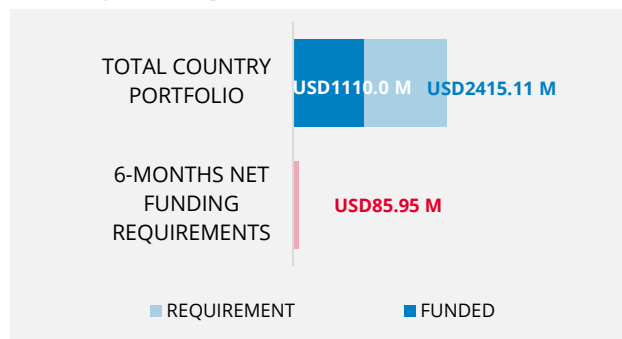 TOTAL COUNTRY
PORTFOLIO
USD1110.0 M
USD2415.11 M
6-MONTHS NET
FUNDING
REQUIREMENTS
USD85.95 M
REQUIREMENT
FUNDED